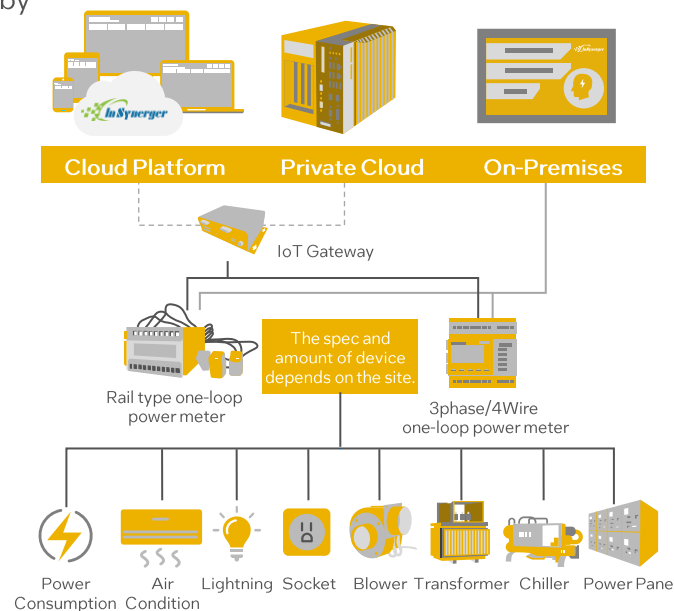 by
InSynerger
InSynerger
Cloud Platform
Private Cloud
On-Premises
IoT Gateway
The spec and
amount of device
depends on the site.
Rail type one-loop
power meter
3phase/4Wire
one-loop power meter
Power
Consumption
Air
Condition
Lightning
Socket
Blower
Transformer
Chiller
Power Pane